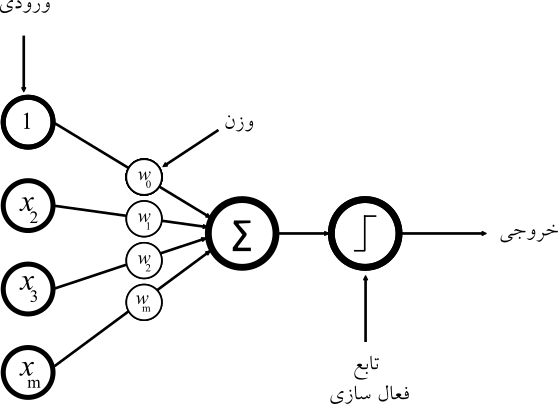 ورودی
1
w0
وزن
x2
w1
Σ
خروجی
x3
w2
wm
xm
تابع
فعال سازی